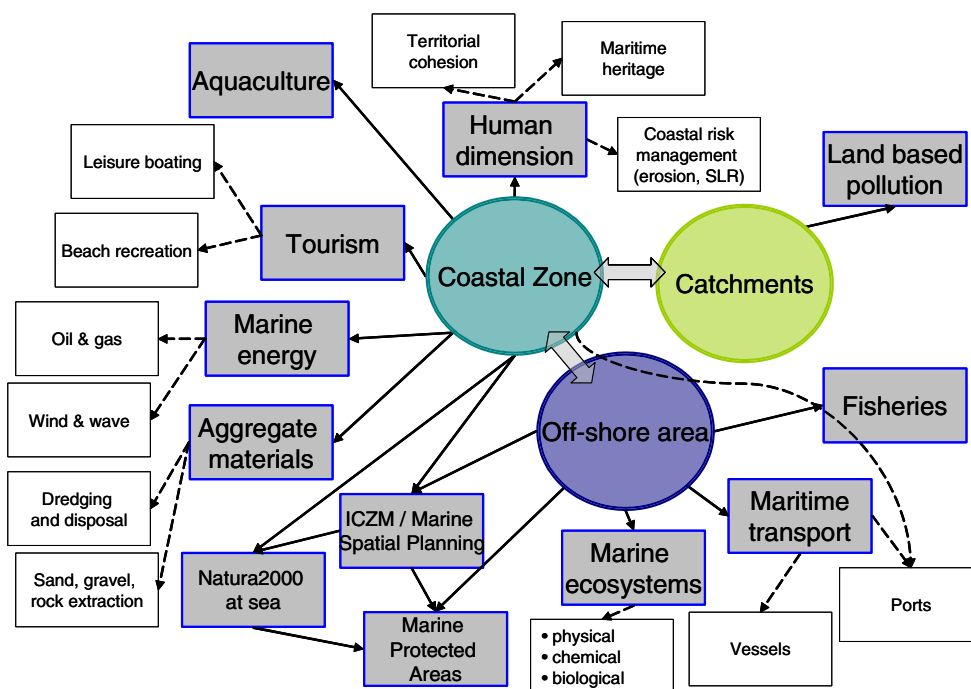 Territorial
cohesion
Maritime
heritage
Aquaculture
Human
dimension
Coastal risk
management
(erosion, SLR)
Land based
pollution
Leisure boating
Beach recreation
Tourism
Coastal Zone
Catchments
Oil & gas
Marine
energy
Wind & wave
Aggregate
materials
Off-shore area
Fisheries
Dredging
and disposal
ICZM / Marine
Spatial Planning
Maritime
transport
Sand, gravel,
rock extraction
Natura2000
at sea
Marine
ecosystems
Ports
Marine
Protected
Areas
• physical
• chemical
• biological
Vessels